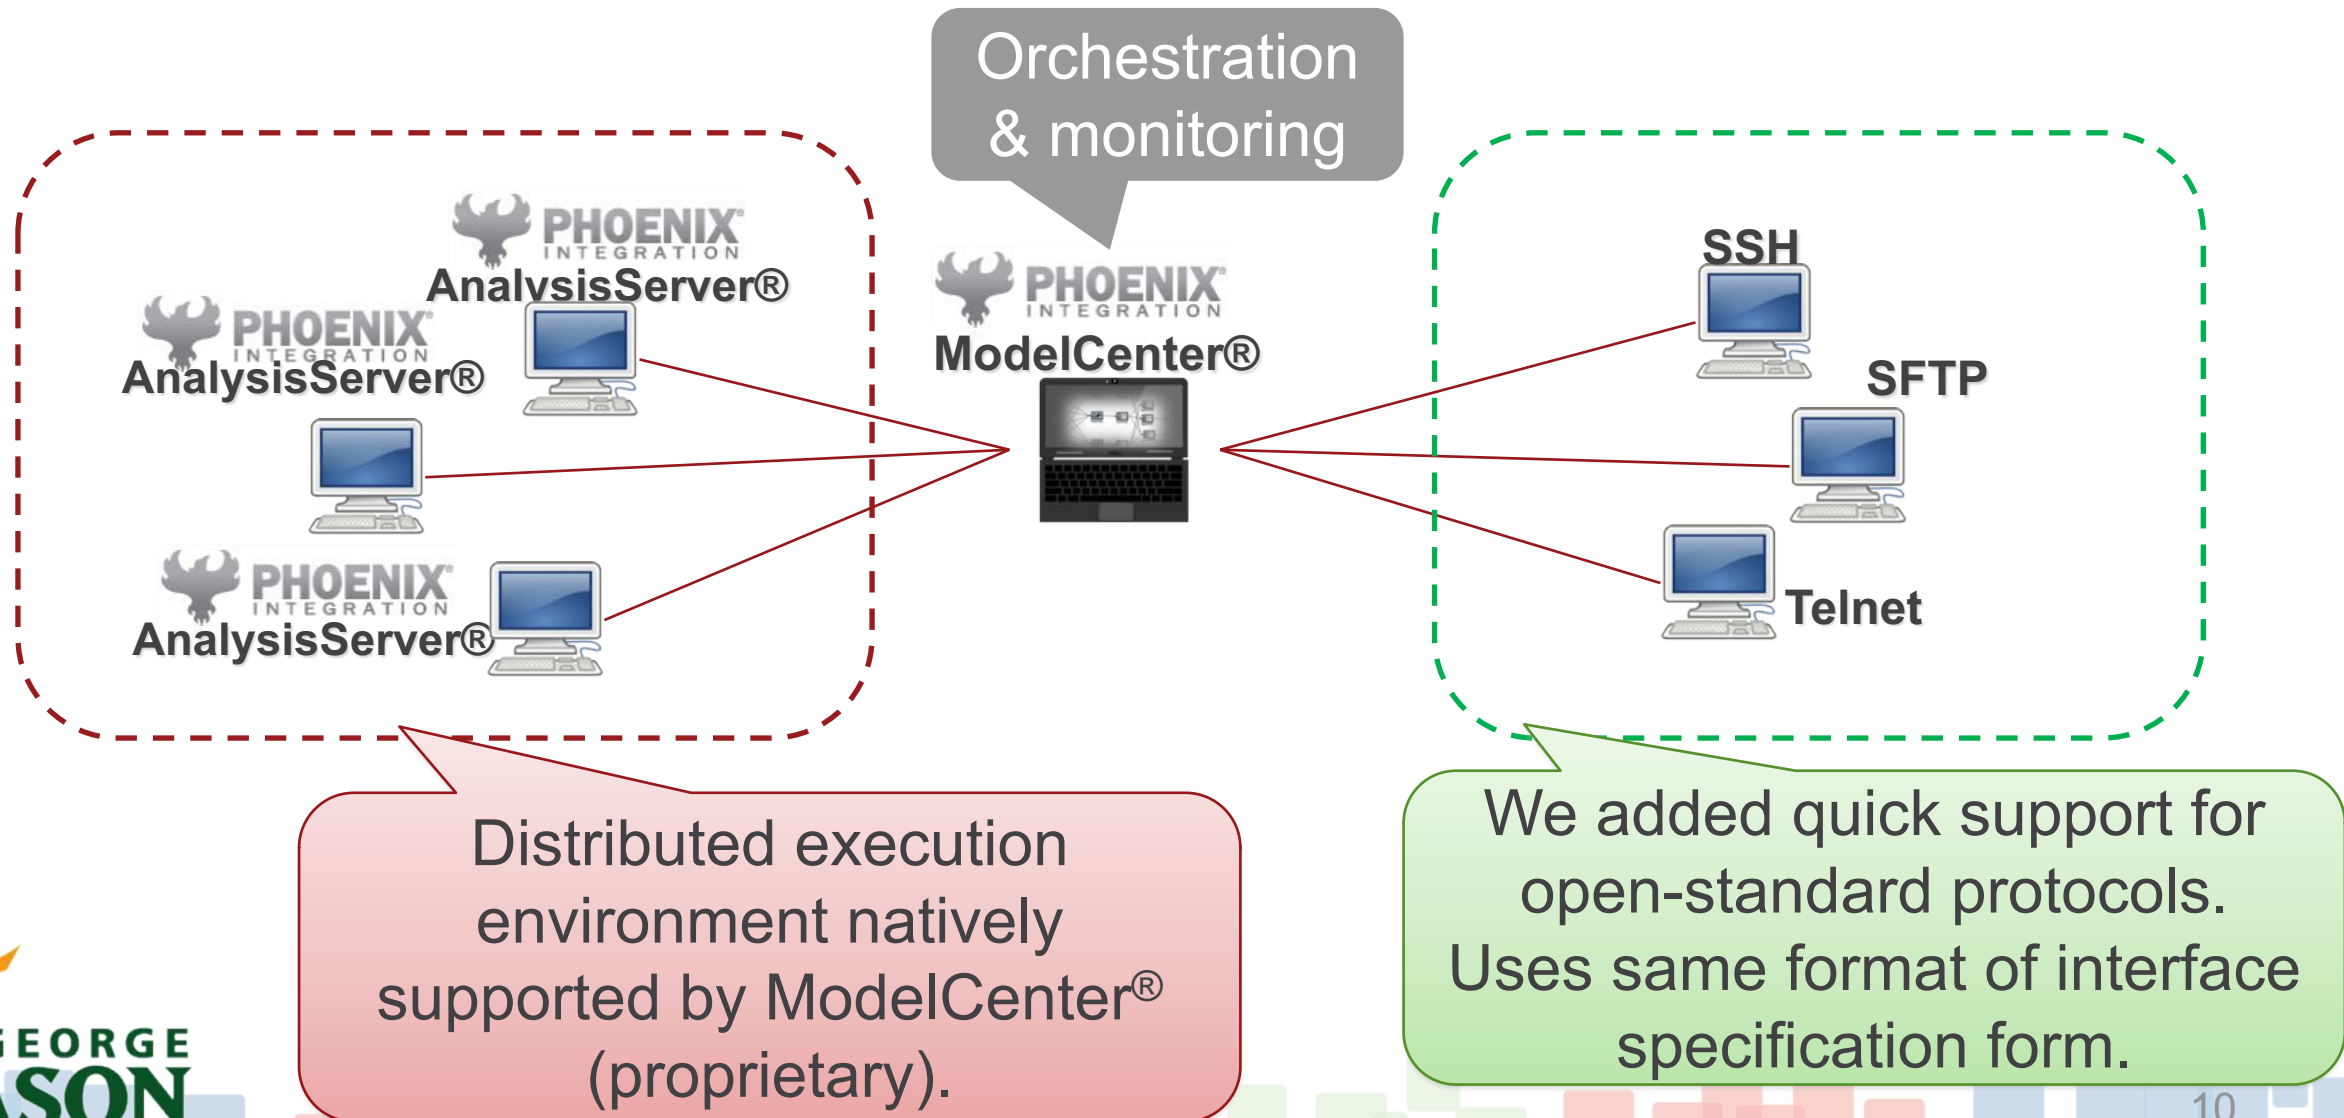 Orchestration
& monitoring
PHOENIX®
INTEGRATION
AnalysisServer®
PHOENIX®
INTEGRATION
AnalysisServer®
PHOENIX®
INTEGRATION
AnalysisServer®
PHOENIX®
INTEGRATION
ModelCenter®
SSH
SFTP
Telnet
Distributed execution
environment natively
supported by ModelCenter®
(proprietary).
We added quick support for
open-standard protocols.
Uses same format of interface
specification form.
GEORGE
ASON
10